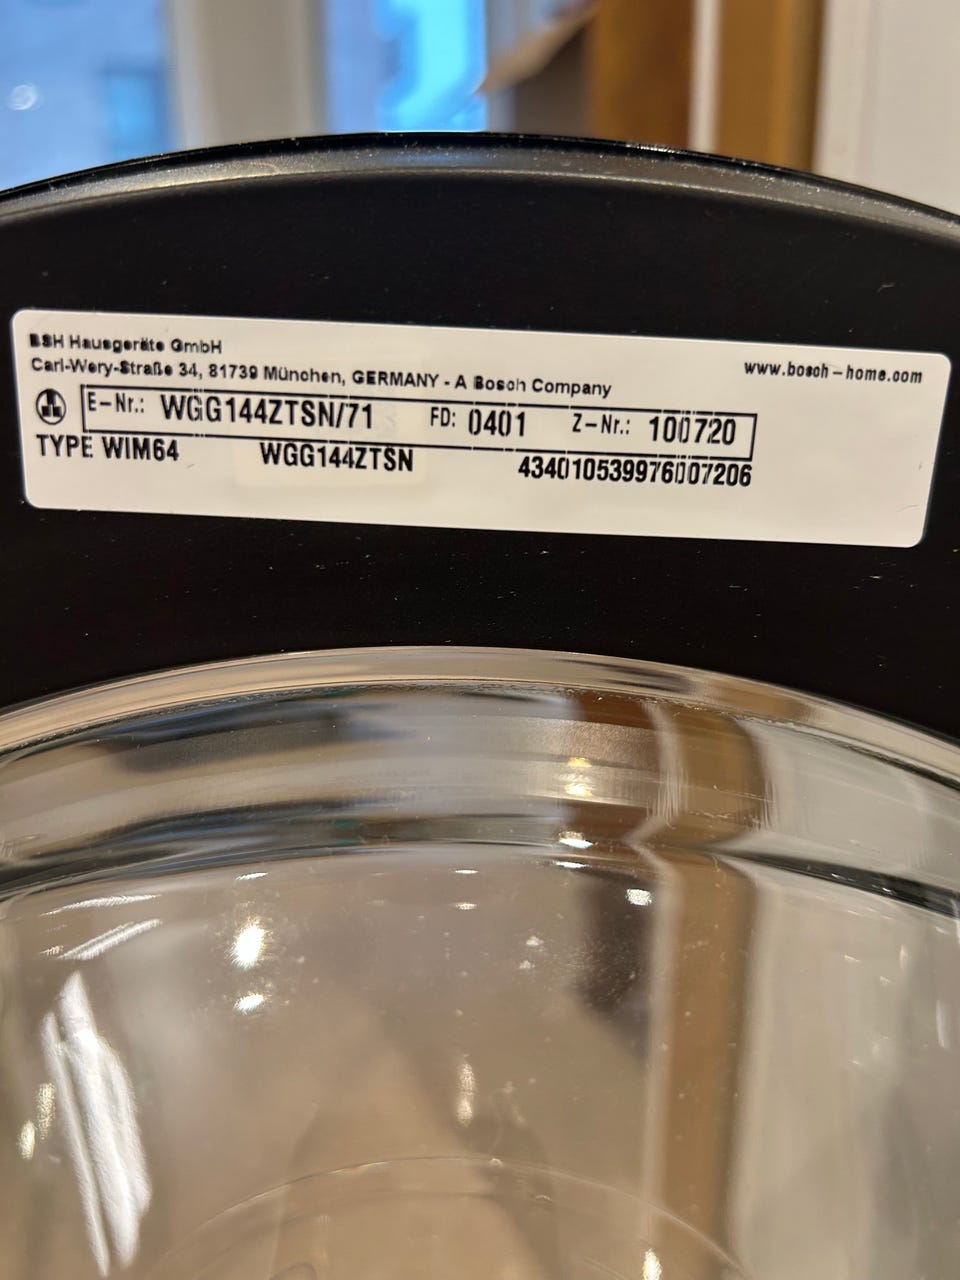 BSH Hausgeräte GmbH
Carl-Wery-Straße 34, 81739 München, GERMANY - A Bosch Company
www.bosch-home.com
E-Nr.: WGG144ZTSN/71 FD: 0401 Z-Nr.: 100720
TYPE WIM64 WGG144ZTSN 434010539976007206